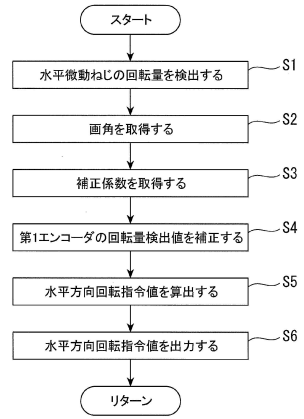 スタート
水平微動ねじの回転量を検出する S1
画角を取得する S2
補正係数を取得する S3
第1エンコーダの回転量検出値を補正する S4
水平方向回転指令値を算出する S5
水平方向回転指令値を出力する S6
リターン